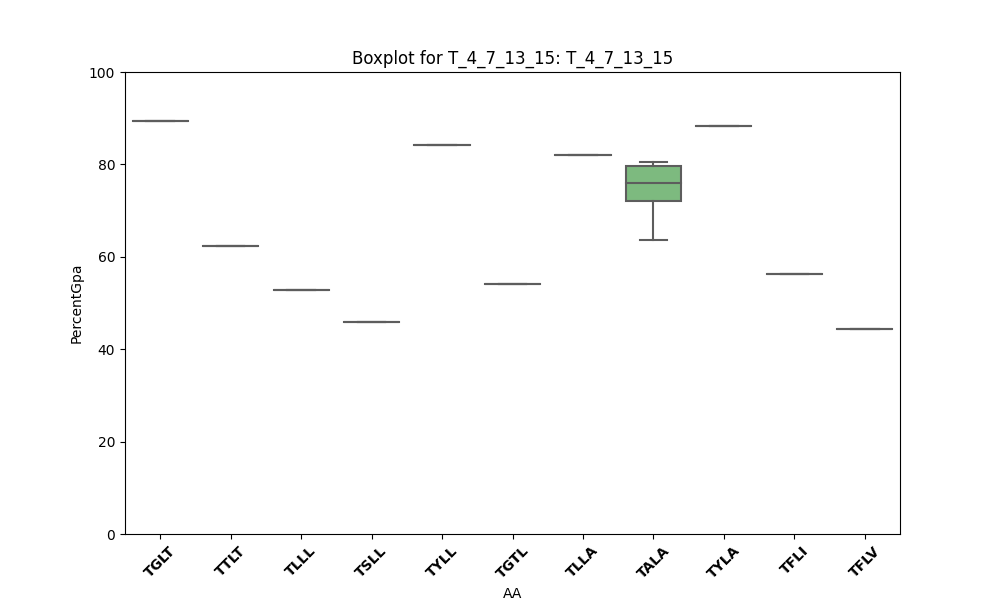 Boxplot for T_4_7_13_15: T_4_7_13_15
100
80
60
40
20
0
PercentGpa
TGLT TTLT TLLL TSLL TYLL TGTL TLLA TALA TYLA TFLI TFLV
AA